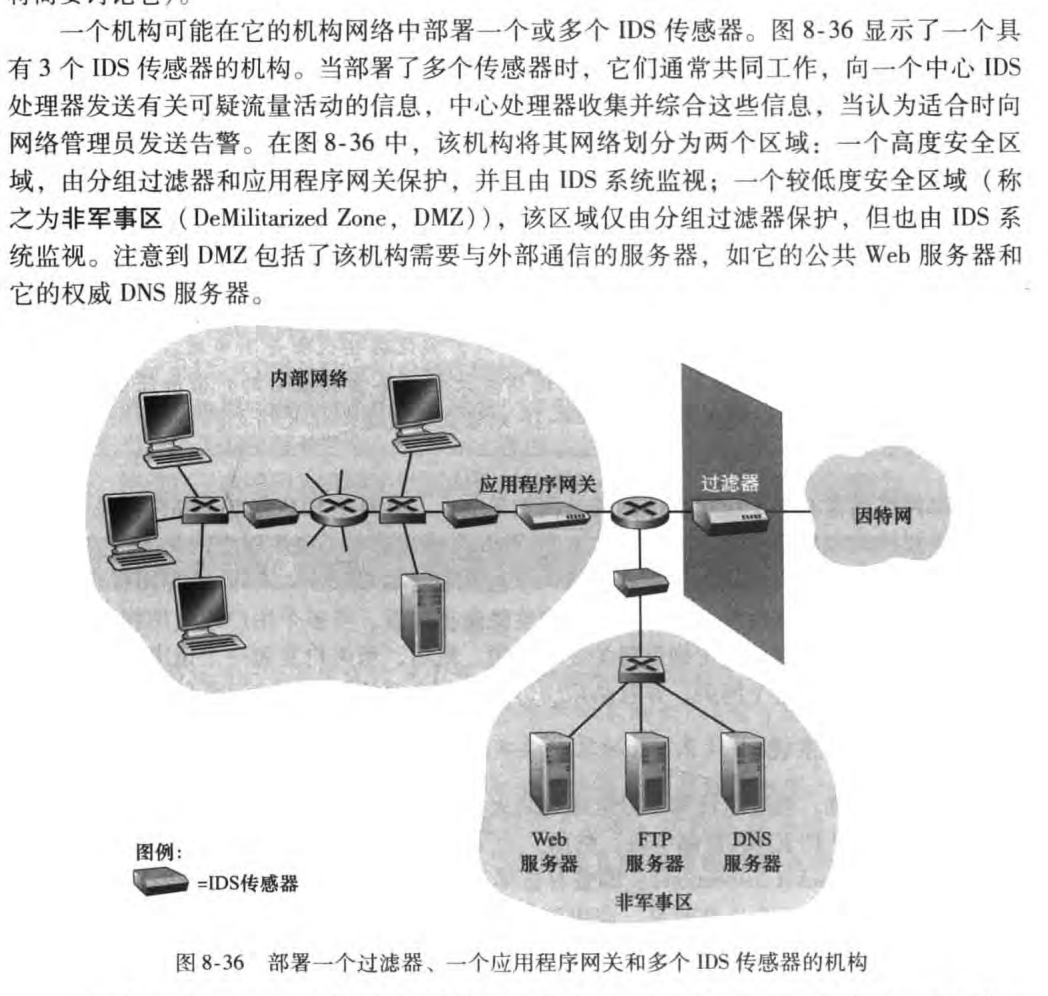 一个机构可能在它的机构网络中部署一个或多个 IDS 传感器。图 8-36 显示了一个具
有 3 个 IDS 传感器的机构。当部署了多个传感器时，它们通常共同工作，向一个中心 IDS
处理器发送有关可疑流量活动的信息，中心处理器收集并综合这些信息，当认为适合时向
网络管理员发送告警。在图 8-36 中，该机构将其网络划分为两个区域：一个高度安全区
域，由分组过滤器和应用程序网关保护，并且由 IDS 系统监视；一个较低度安全区域（称
之为非军事区（DeMilitarized Zone，DMZ）），该区域仅由分组过滤器保护，但也由 IDS 系
统监视。注意到 DMZ 包括了该机构需要与外部通信的服务器，如它的公共 Web 服务器和
它的权威 DNS 服务器。
内部网络
应用程序网关
过滤器
因特网
Web
服务器
FTP
服务器
DNS
服务器
非军事区
图例：
=IDS传感器
图 8-36 部署一个过滤器、一个应用程序网关和多个 IDS 传感器的机构